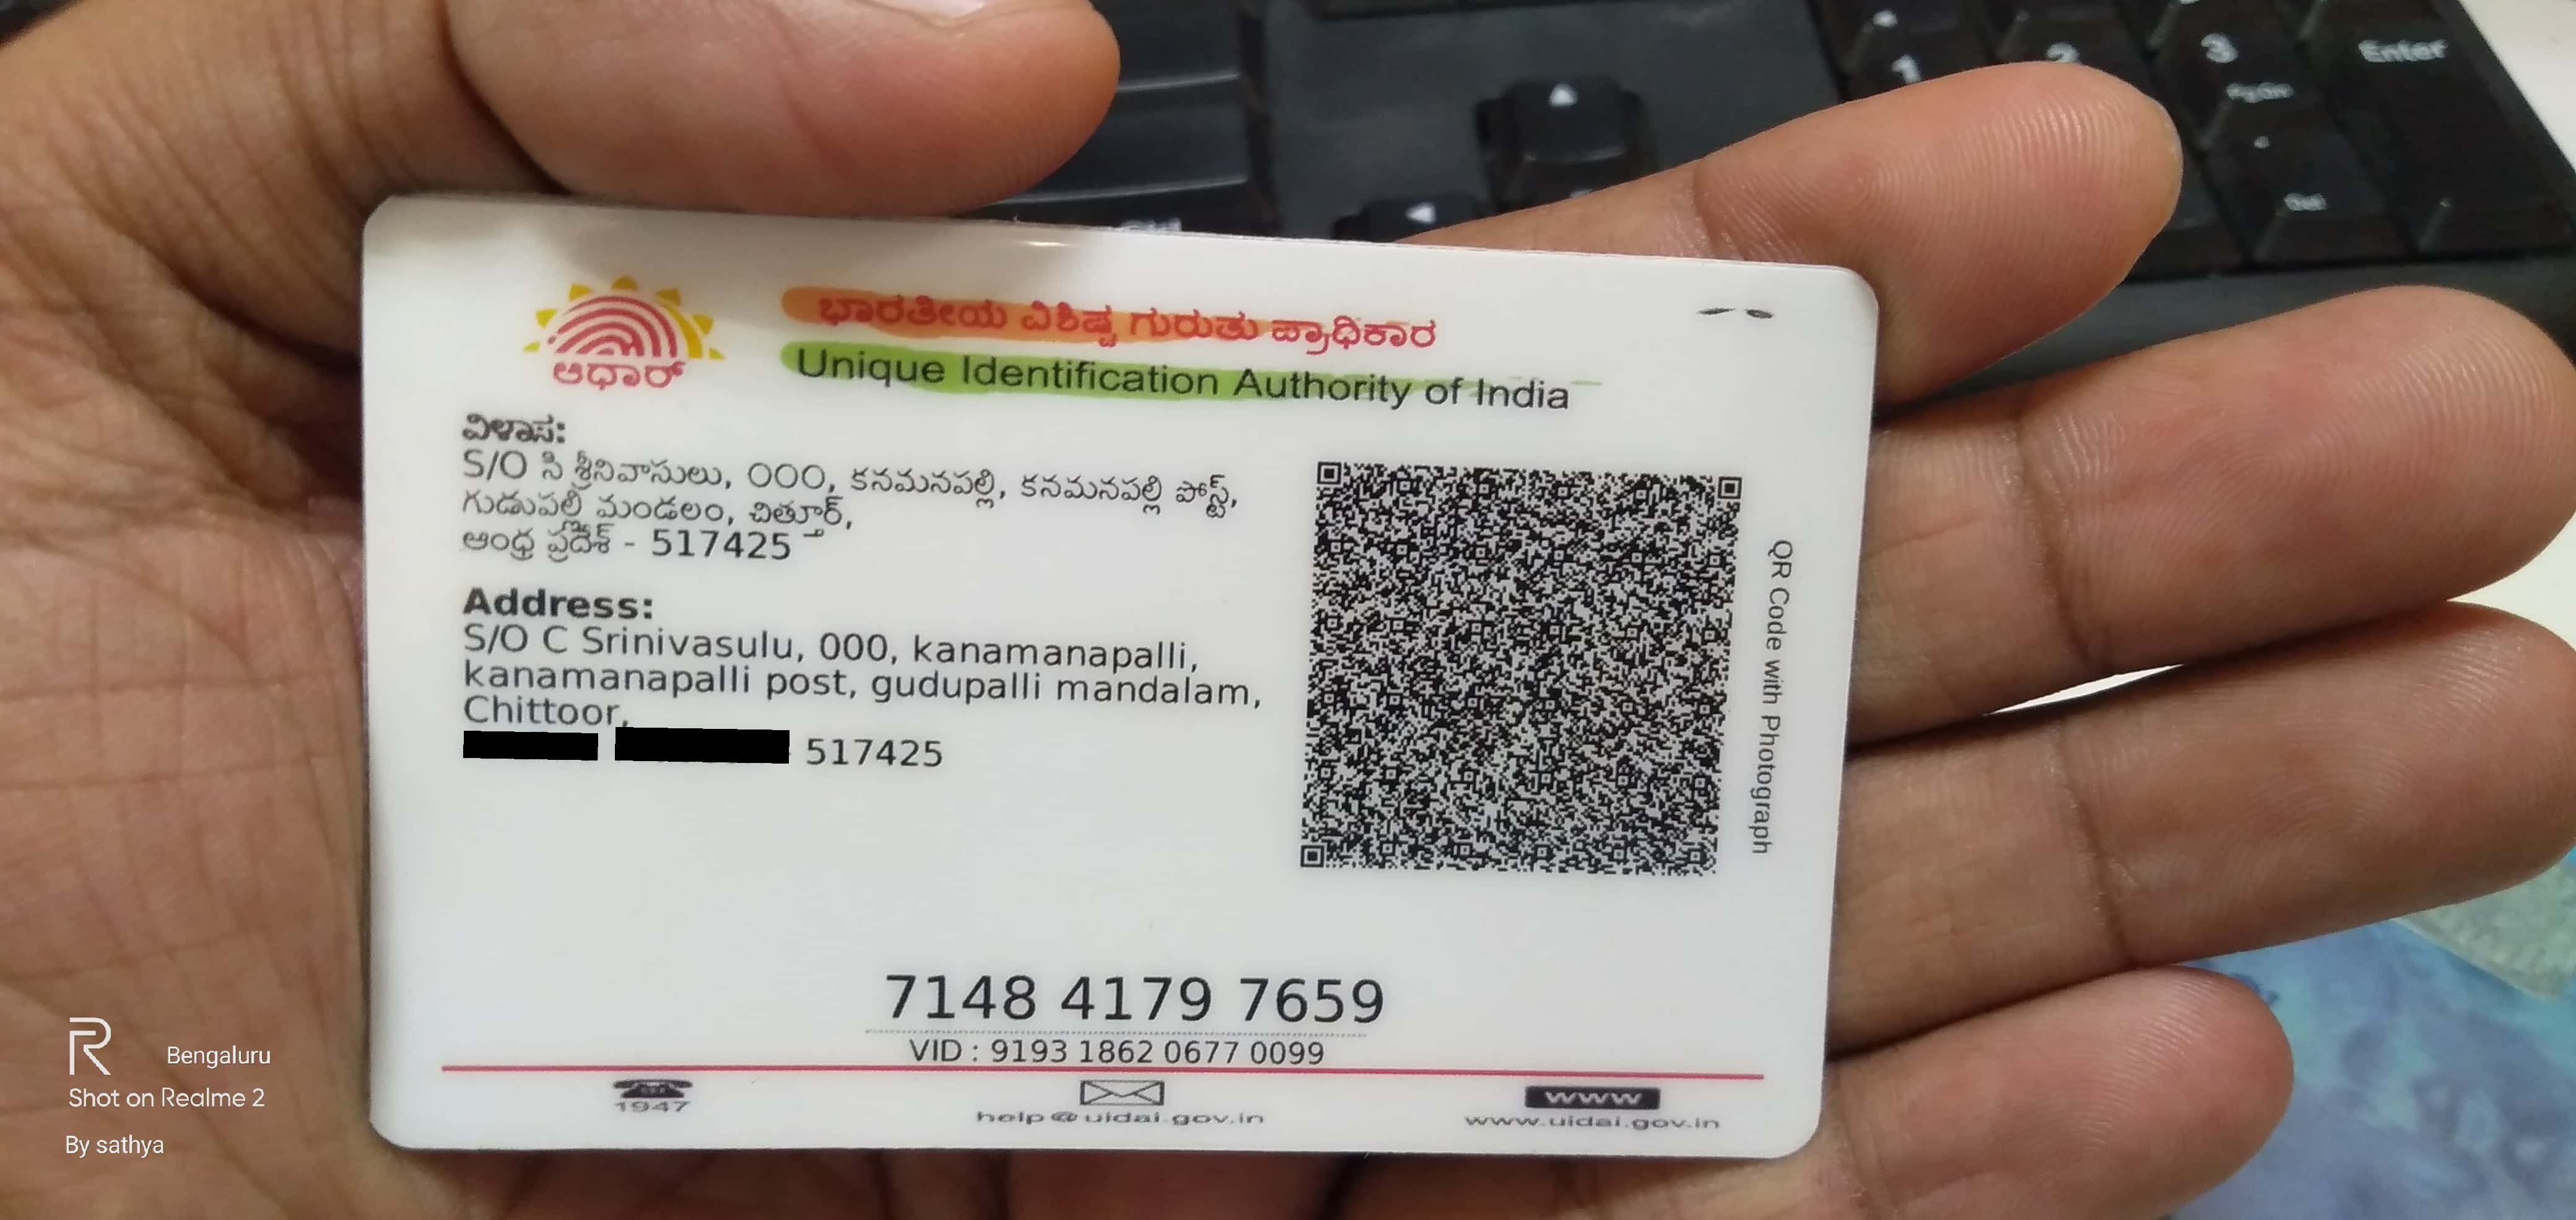 ಭಾರತೀಯ ವಿಶಿಷ್ಟ ಗುರುತು ಪ್ರಾಧಿಕಾರ
Unique Identification Authority of India
ಆಧಾರ್
ವಿಳಾಸ:
S/O సి శ్రీనివాసులు, 000, కనమనపల్లి, కనమనపల్లి పోస్ట్,
గుడుపల్లి మండలం, చిత్తూర్,
ఆంధ్ర ప్రదేశ్ - 517425
Address:
S/O C Srinivasulu, 000, kanamanapalli,
kanamanapalli post, gudupalli mandalam,
Chittoor,
517425
QR Code with Photograph
7148 4179 7659
VID : 9193 1862 0677 0099
1947
help@uidai.gov.in
www
www.uidai.gov.in
1 2 3 Enter
PgDn
Del
R
Bengaluru
Shot on Realme 2
By sathya